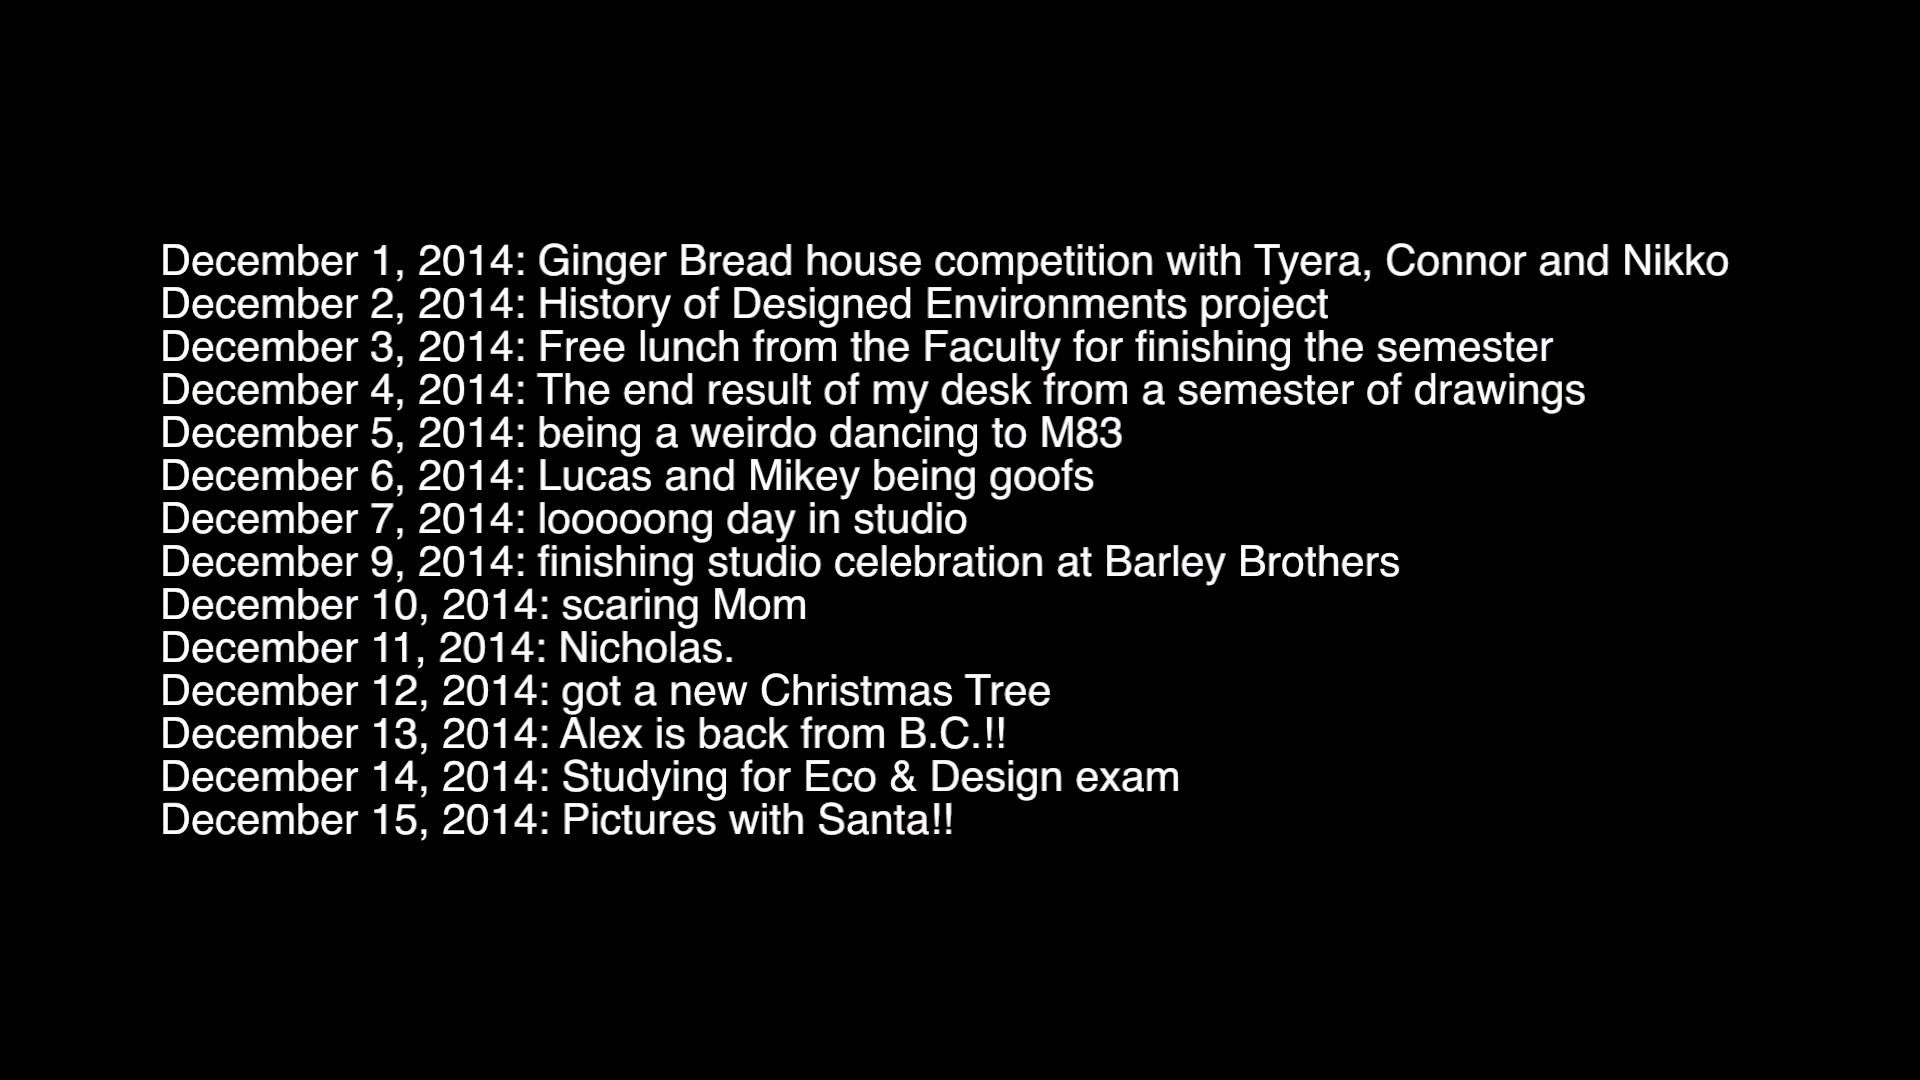 December 1, 2014: Ginger Bread house competition with Tyera, Connor and Nikko
December 2, 2014: History of Designed Environments project
December 3, 2014: Free lunch from the Faculty for finishing the semester
December 4, 2014: The end result of my desk from a semester of drawings
December 5, 2014: being a weirdo dancing to M83
December 6, 2014: Lucas and Mikey being goofs
December 7, 2014: looooong day in studio
December 9, 2014: finishing studio celebration at Barley Brothers
December 10, 2014: scaring Mom
December 11, 2014: Nicholas.
December 12, 2014: got a new Christmas Tree
December 13, 2014: Alex is back from B.C.!!
December 14, 2014: Studying for Eco & Design exam
December 15, 2014: Pictures with Santa!!